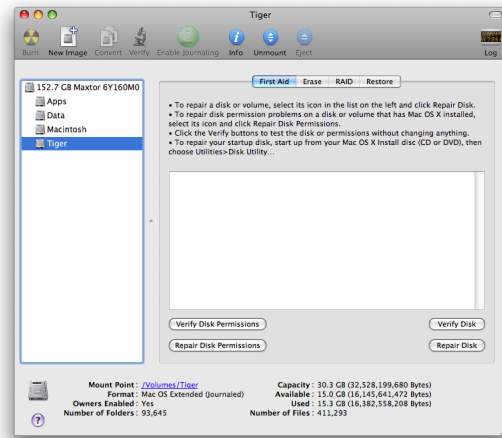 Tiger
Burn New Image Convert Verify Enable Journaling Info Unmount Eject Log
152.7 GB Maxtor 6Y160M0
Apps
Data
Macintosh
Tiger
First Aid Erase RAID Restore
• To repair a disk or volume, select its icon in the list on the left and click Repair Disk.
• To repair disk permission problems on a disk or volume that has Mac OS X installed,
select its icon and click Repair Disk Permissions.
• Click the Verify buttons to test the disk or permissions without changing anything.
• To repair your startup disk, start up from your Mac OS X Install disc (CD or DVD), then
choose Utilities>Disk Utility...
Verify Disk Permissions Verify Disk
Repair Disk Permissions Repair Disk
Mount Point : /Volumes/Tiger Capacity : 30.3 GB (32,528,199,680 Bytes)
Format : Mac OS Extended (Journaled) Available : 15.0 GB (16,145,641,472 Bytes)
Owners Enabled : Yes Used : 15.3 GB (16,382,558,208 Bytes)
Number of Folders : 93,645 Number of Files : 411,293
?